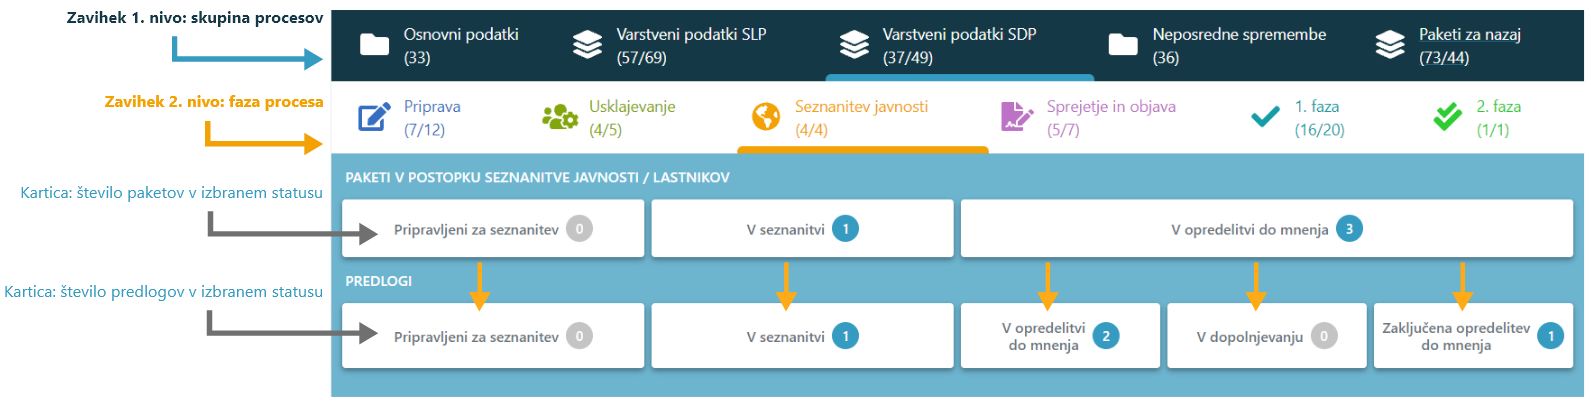 Zavihek 1. nivo: skupina procesov
Osnovni podatki
(33)
Varstveni podatki SLP
(57/69)
Varstveni podatki SDP
(37/49)
Neposredne spremembe
(36)
Paketi za nazaj
(73/44)
Zavihek 2. nivo: faza procesa
Priprava
(7/12)
Usklajevanje
(4/5)
Seznanitev javnosti
(4/4)
Sprejetje in objava
(5/7)
1. faza
(16/20)
2. faza
(1/1)
PAKETI V POSTOPKU SEZNANITVE JAVNOSTI / LASTNIKOV
Kartica: število paketov v izbranem statusu
Pripravljeni za seznanitev 0
V seznanitvi 1
V opredelitvi do mnenja 3
PREDLOGI
Kartica: število predlogov v izbranem statusu
Pripravljeni za seznanitev 0
V seznanitvi 1
V opredelitvi
do mnenja 2
V dopolnjevanju 0
Zaključena opredelitev
do mnenja 1